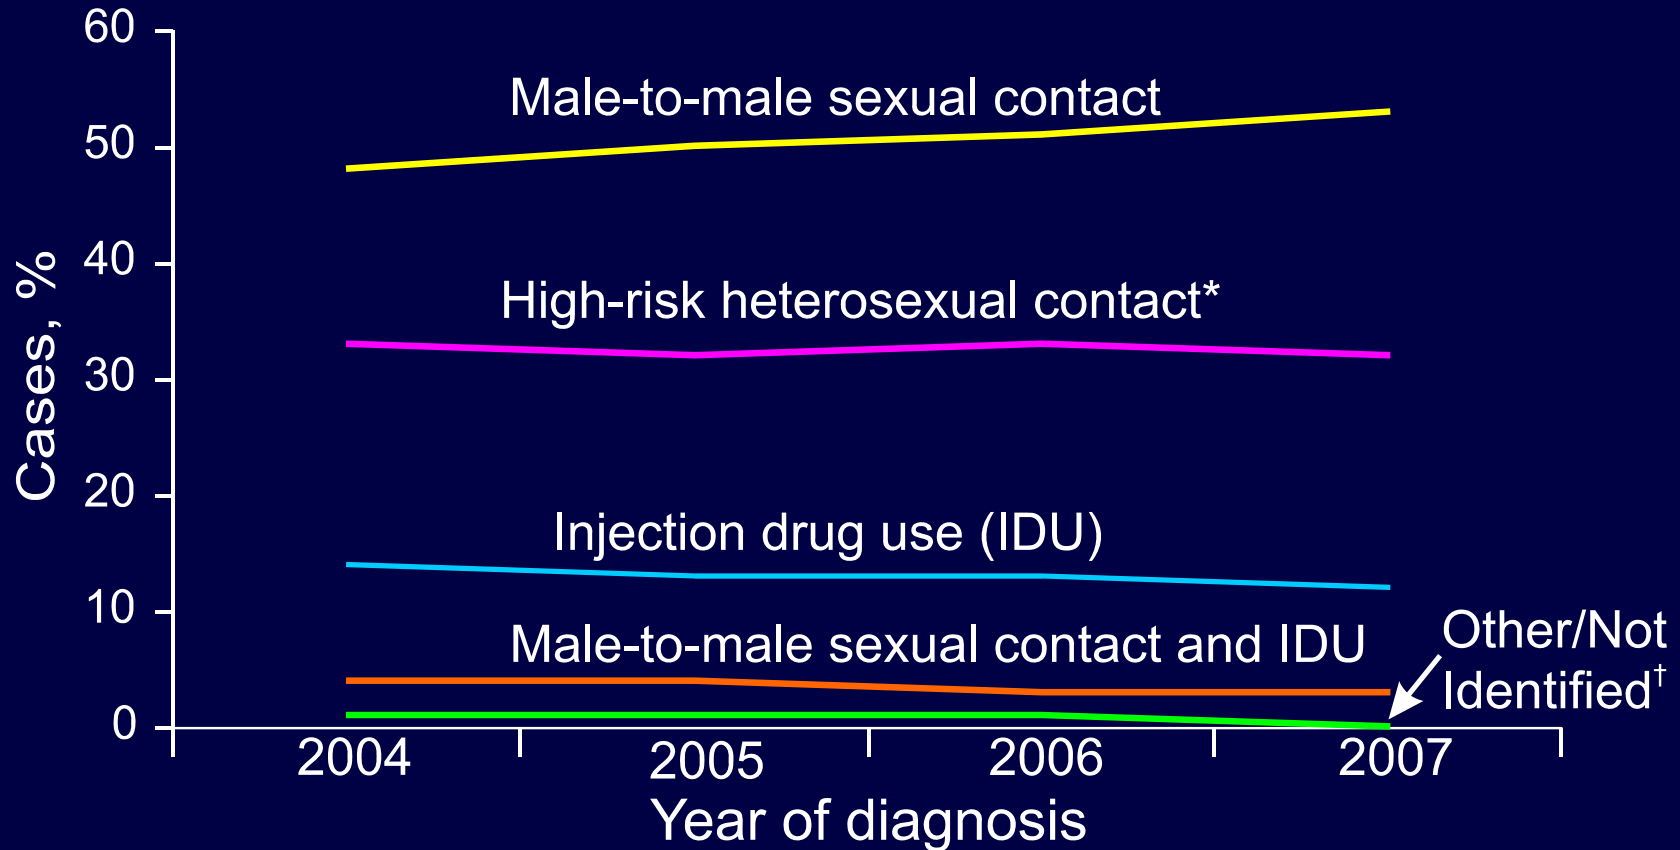 60
Male-to-male sexual contact
50
40
High-risk heterosexual contact*
30
Cases, %
20
Injection drug use (IDU)
10
Male-to-male sexual contact and IDU
Other/Not
Identified†
0
2004 2005 2006 2007
Year of diagnosis